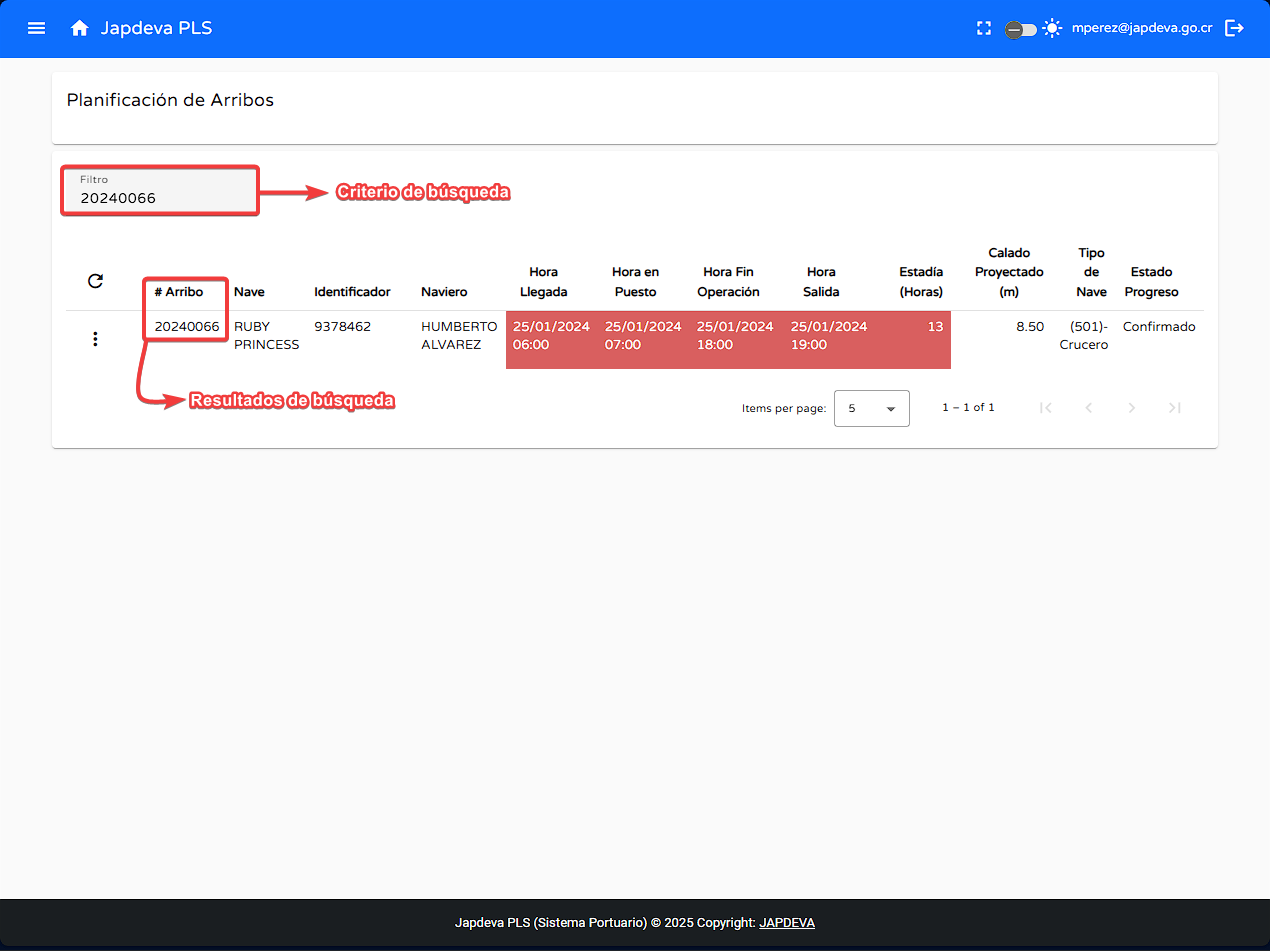 Japdeva PLS
mperez@japdeva.go.cr
Planificación de Arribos
Filtro
20240066
Criterio de búsqueda
# Arribo
Nave
Identificador
Naviero
Hora
Llegada
Hora en
Puesto
Hora Fin
Operación
Hora
Salida
Estadía
(Horas)
Calado
Proyectado
(m)
Tipo
de
Nave
Estado
Progreso
20240066
RUBY
PRINCESS
9378462
HUMBERTO
ALVAREZ
25/01/2024
06:00
25/01/2024
07:00
25/01/2024
18:00
25/01/2024
19:00
13
8.50
(501)-
Crucero
Confirmado
Resultados de búsqueda
Items per page: 5
1 – 1 of 1
Japdeva PLS (Sistema Portuario) © 2025 Copyright: JAPDEVA